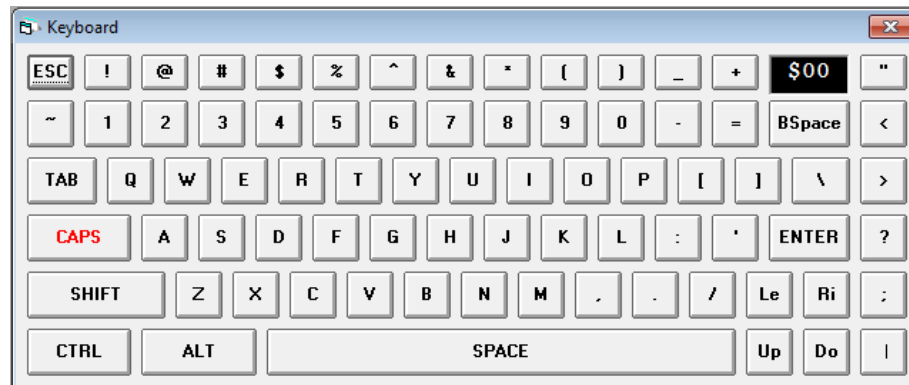 Keyboard
ESC ! @ # $ % ^ & * ( ) _ + $00 "
~ 1 2 3 4 5 6 7 8 9 0 - = BSpace <
TAB Q W E R T Y U I O P [ ] \ >
CAPS A S D F G H J K L : ' ENTER ?
SHIFT Z X C V B N M , . / Le Ri ;
CTRL ALT SPACE Up Do |